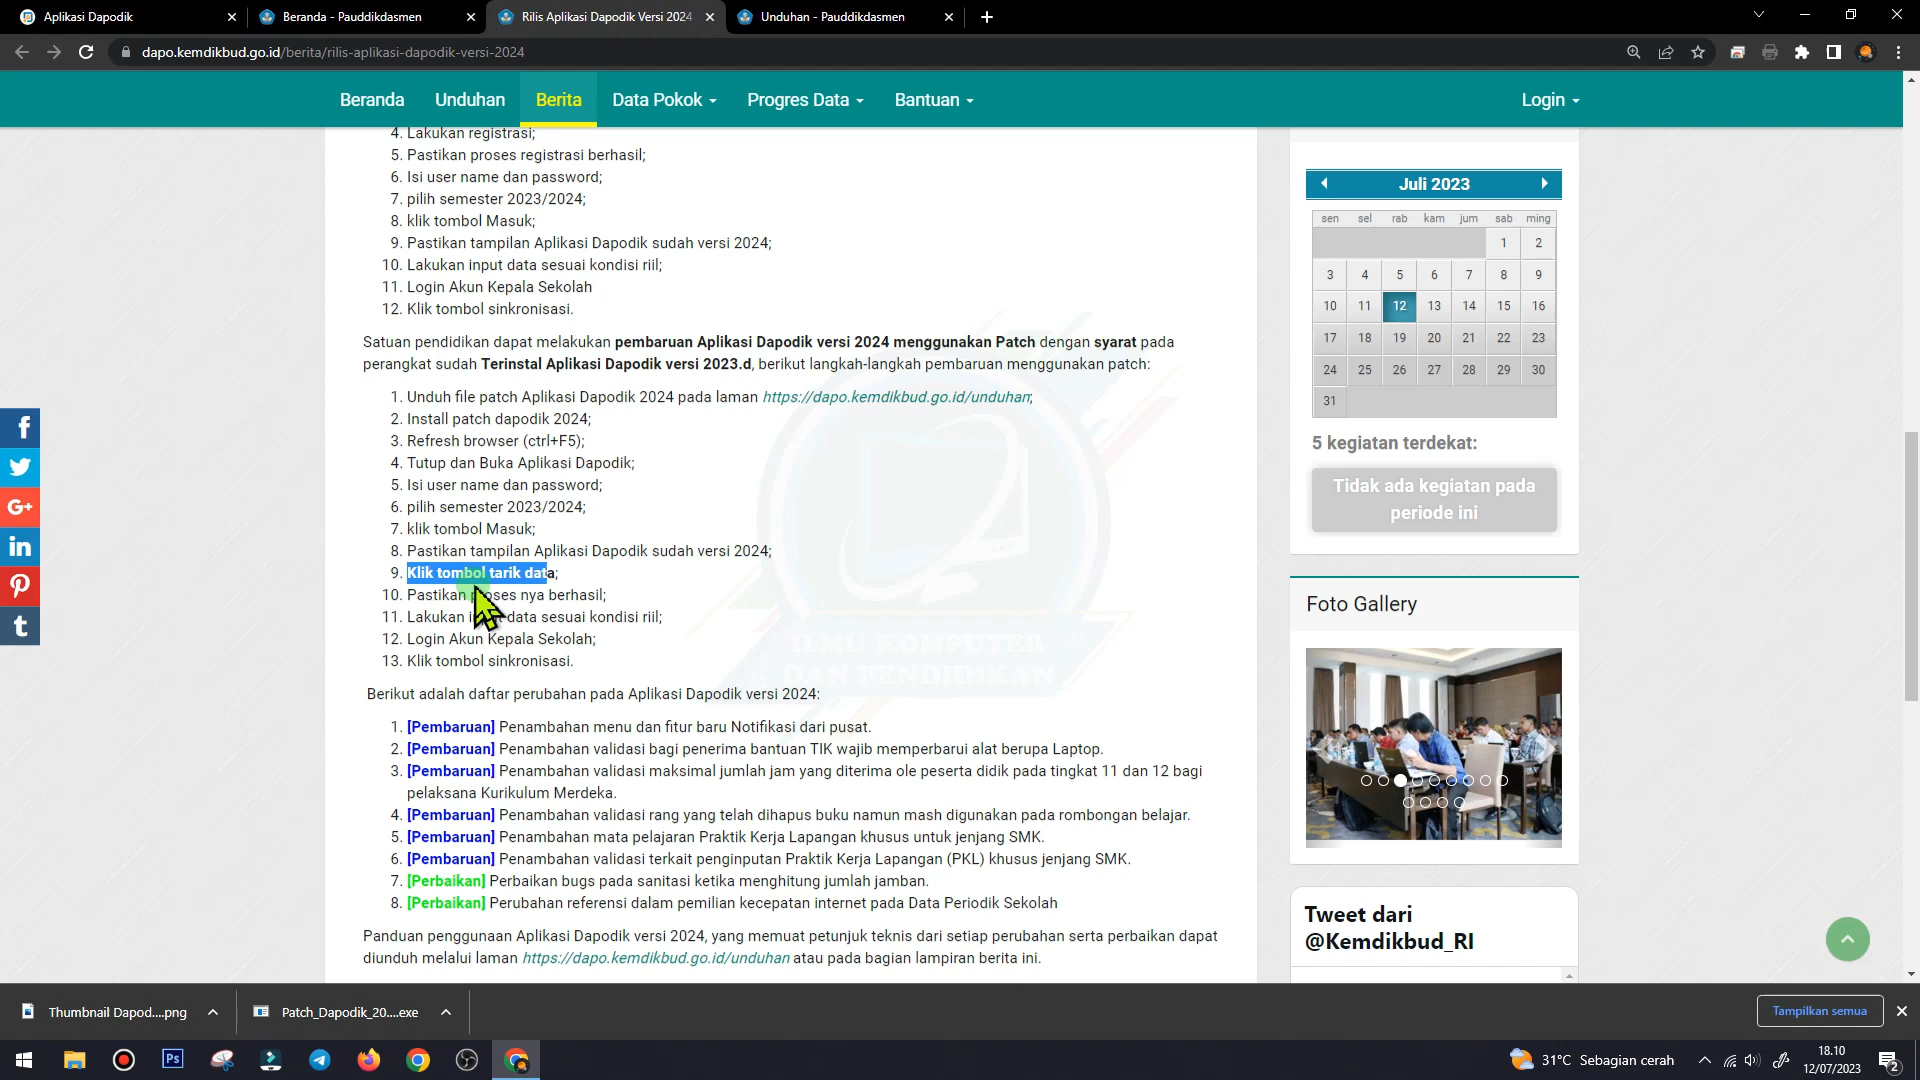 Aplikasi Dapodik
Beranda - Pauddikdasmen
Rilis Aplikasi Dapodik Versi 2024
Unduhan - Pauddikdasmen
dapo.kemdikbud.go.id/berita/rilis-aplikasi-dapodik-versi-2024
Beranda
Unduhan
Berita
Data Pokok
Progres Data
Bantuan
Login
4. Lakukan registrasi;
5. Pastikan proses registrasi berhasil;
6. Isi user name dan password;
7. pilih semester 2023/2024;
8. klik tombol Masuk;
9. Pastikan tampilan Aplikasi Dapodik sudah versi 2024;
10. Lakukan input data sesuai kondisi riil;
11. Login Akun Kepala Sekolah
12. Klik tombol sinkronisasi.
Satuan pendidikan dapat melakukan pembaruan Aplikasi Dapodik versi 2024 menggunakan Patch dengan syarat pada
perangkat sudah Terinstal Aplikasi Dapodik versi 2023.d, berikut langkah-langkah pembaruan menggunakan patch:
1. Unduh file patch Aplikasi Dapodik 2024 pada laman https://dapo.kemdikbud.go.id/unduhan;
2. Install patch dapodik 2024;
3. Refresh browser (ctrl+F5);
4. Tutup dan Buka Aplikasi Dapodik;
5. Isi user name dan password;
6. pilih semester 2023/2024;
7. klik tombol Masuk;
8. Pastikan tampilan Aplikasi Dapodik sudah versi 2024;
9. Klik tombol tarik data;
10. Pastikan proses nya berhasil;
11. Lakukan input data sesuai kondisi riil;
12. Login Akun Kepala Sekolah;
13. Klik tombol sinkronisasi.
ILMU KOMPUTER
DAN PENDIDIKAN
Berikut adalah daftar perubahan pada Aplikasi Dapodik versi 2024:
1. [Pembaruan] Penambahan menu dan fitur baru Notifikasi dari pusat.
2. [Pembaruan] Penambahan validasi bagi penerima bantuan TIK wajib memperbarui alat berupa Laptop.
3. [Pembaruan] Penambahan validasi maksimal jumlah jam yang diterima ole peserta didik pada tingkat 11 dan 12 bagi
pelaksana Kurikulum Merdeka.
4. [Pembaruan] Penambahan validasi rang yang telah dihapus buku namun mash digunakan pada rombongan belajar.
5. [Pembaruan] Penambahan mata pelajaran Praktik Kerja Lapangan khusus untuk jenjang SMK.
6. [Pembaruan] Penambahan validasi terkait penginputan Praktik Kerja Lapangan (PKL) khusus jenjang SMK.
7. [Perbaikan] Perbaikan bugs pada sanitasi ketika menghitung jumlah jamban.
8. [Perbaikan] Perubahan referensi dalam pemilian kecepatan internet pada Data Periodik Sekolah
Panduan penggunaan Aplikasi Dapodik versi 2024, yang memuat petunjuk teknis dari setiap perubahan serta perbaikan dapat
diunduh melalui laman https://dapo.kemdikbud.go.id/unduhan atau pada bagian lampiran berita ini.
Juli 2023
sen sel rab kam jum sab ming
1 2
3 4 5 6 7 8 9
10 11 12 13 14 15 16
17 18 19 20 21 22 23
24 25 26 27 28 29 30
31
5 kegiatan terdekat:
Tidak ada kegiatan pada
periode ini
Foto Gallery
Tweet dari
@Kemdikbud_RI
Thumbnail Dapod....png
Patch_Dapodik_20....exe
Tampilkan semua
Ps
31°C Sebagian cerah
18.10
12/07/2023
2